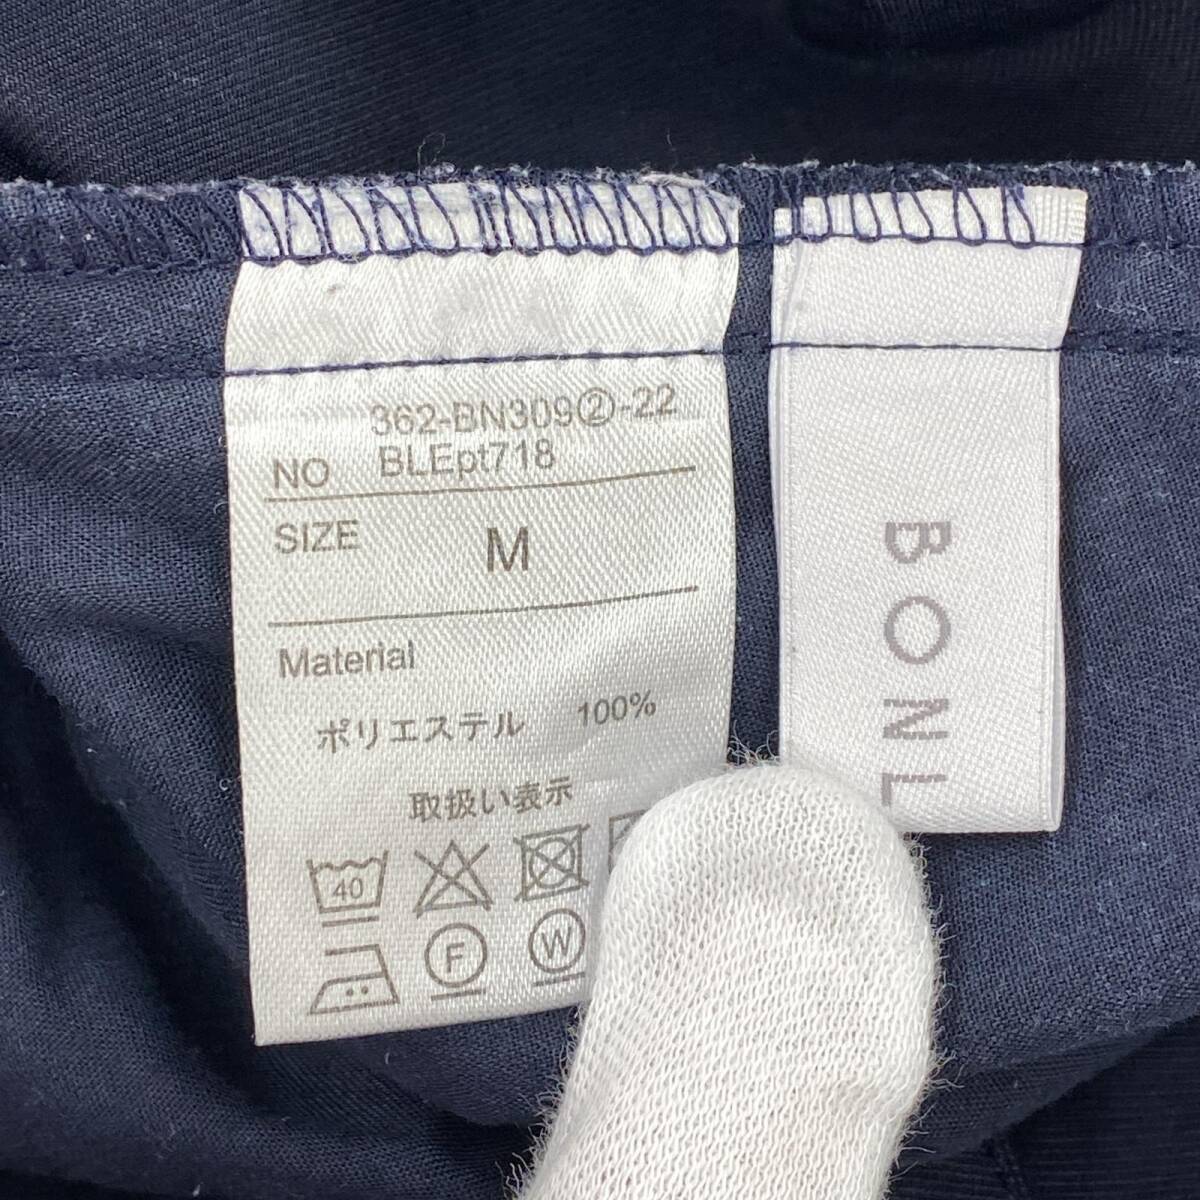 362-BN309②-22
NO BLEpt718
SIZE M
Material
ポリエステル 100%
取扱い表示
40
F W
BONL